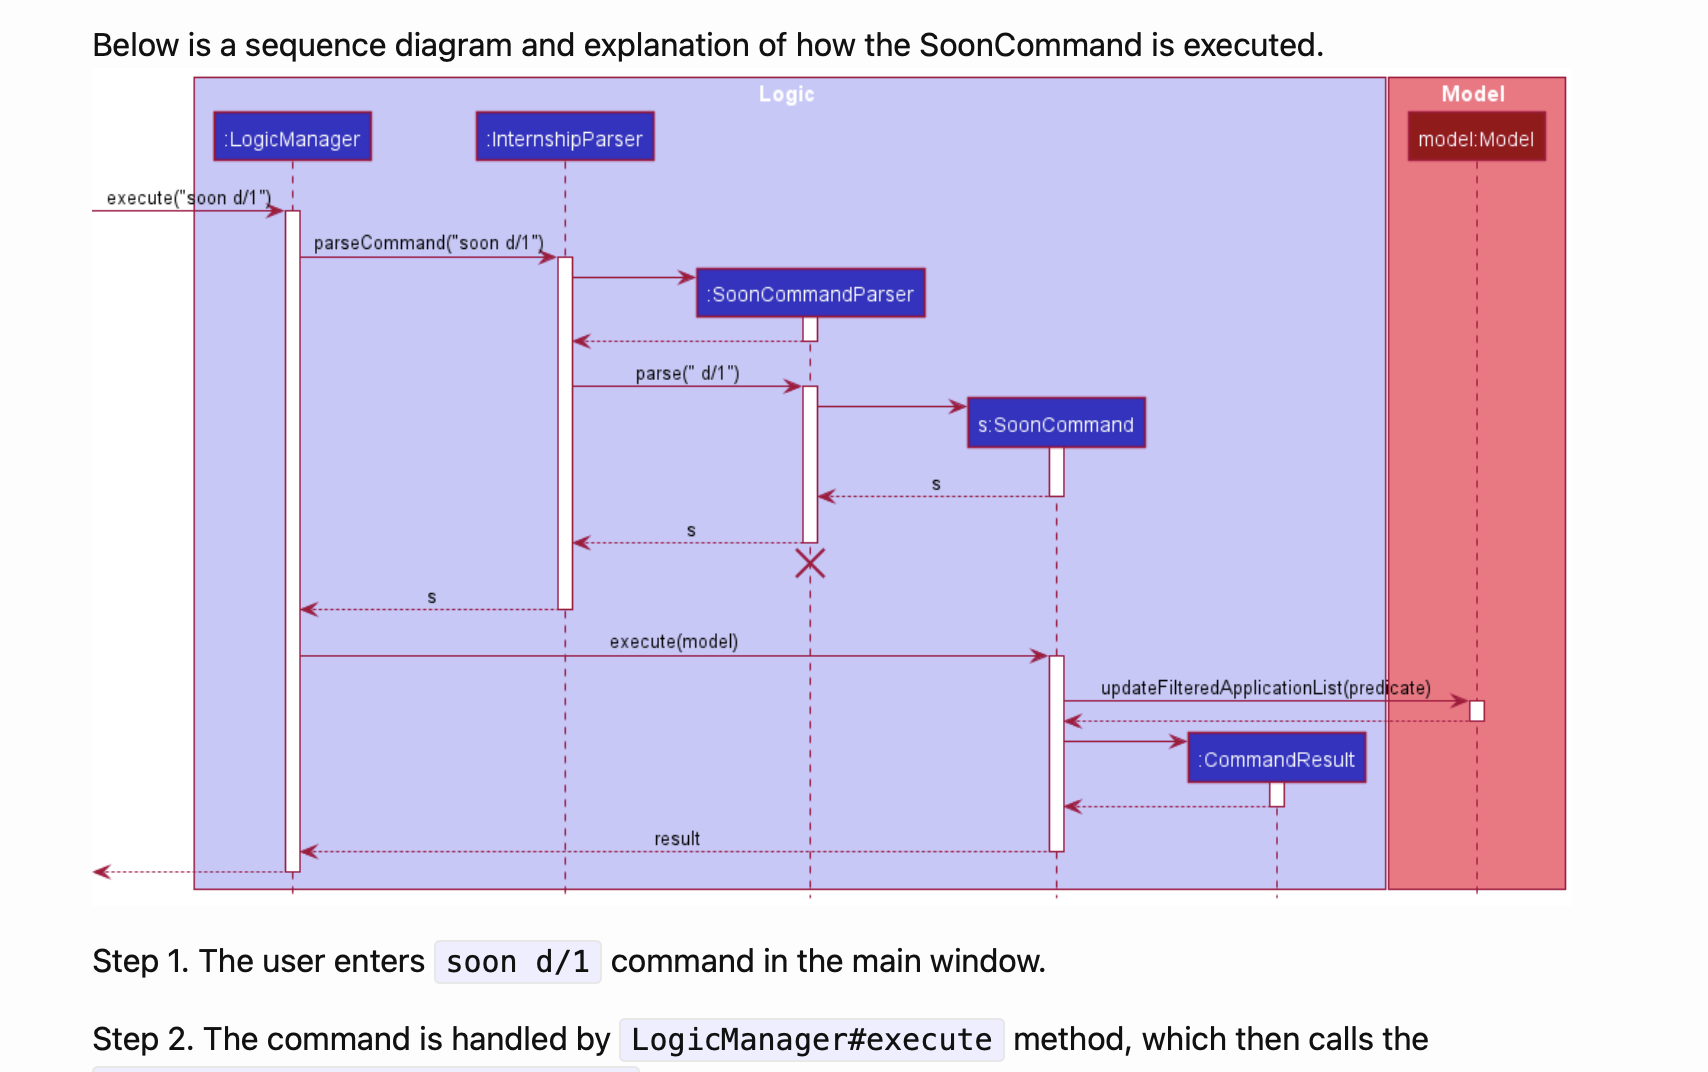 Below is a sequence diagram and explanation of how the SoonCommand is executed.
Logic
Model
:LogicManager
:InternshipParser
model:Model
execute("soon d/1")
parseCommand("soon d/1")
:SoonCommandParser
parse(" d/1")
s:SoonCommand
s
s
s
execute(model)
updateFilteredApplicationList(predicate)
:CommandResult
result
Step 1. The user enters soon d/1 command in the main window.
Step 2. The command is handled by LogicManager#execute method, which then calls the